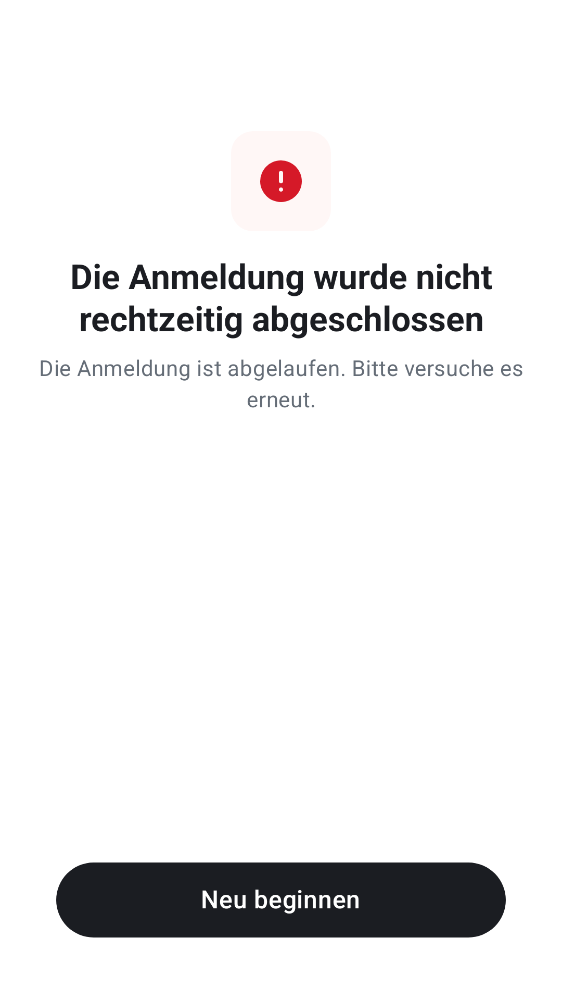 Die Anmeldung wurde nicht
rechtzeitig abgeschlossen
Die Anmeldung ist abgelaufen. Bitte versuche es
erneut.
Neu beginnen